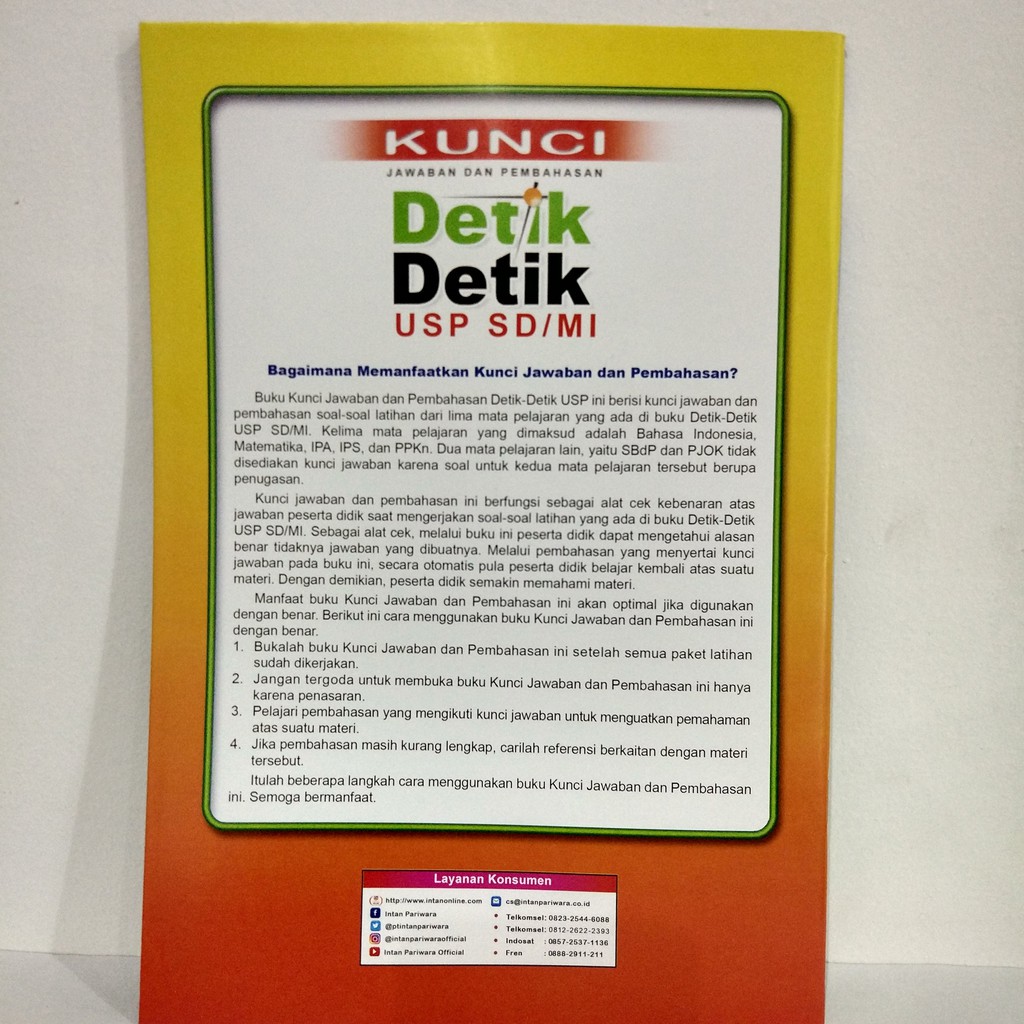 KUNCI
JAWABAN DAN PEMBAHASAN
Detik
Detik
USP SD/MI
Bagaimana Memanfaatkan Kunci Jawaban dan Pembahasan?
Buku Kunci Jawaban dan Pembahasan Detik-Detik USP ini berisi kunci jawaban dan
pembahasan soal-soal latihan dari lima mata pelajaran yang ada di buku Detik-Detik
USP SD/MI. Kelima mata pelajaran yang dimaksud adalah Bahasa Indonesia,
Matematika, IPA, IPS, dan PPKn. Dua mata pelajaran lain, yaitu SBdP dan PJOK tidak
disediakan kunci jawaban karena soal untuk kedua mata pelajaran tersebut berupa
penugasan.
Kunci jawaban dan pembahasan ini berfungsi sebagai alat cek kebenaran atas
jawaban peserta didik saat mengerjakan soal-soal latihan yang ada di buku Detik-Detik
USP SD/MI. Sebagai alat cek, melalui buku ini peserta didik dapat mengetahui alasan
benar tidaknya jawaban yang dibuatnya. Melalui pembahasan yang menyertai kunci
jawaban pada buku ini, secara otomatis pula peserta didik belajar kembali atas suatu
materi. Dengan demikian, peserta didik semakin memahami materi.
Manfaat buku Kunci Jawaban dan Pembahasan ini akan optimal jika digunakan
dengan benar. Berikut ini cara menggunakan buku Kunci Jawaban dan Pembahasan ini
dengan benar.
1. Bukalah buku Kunci Jawaban dan Pembahasan ini setelah semua paket latihan
sudah dikerjakan.
2. Jangan tergoda untuk membuka buku Kunci Jawaban dan Pembahasan ini hanya
karena penasaran.
3. Pelajari pembahasan yang mengikuti kunci jawaban untuk menguatkan pemahaman
atas suatu materi.
4. Jika pembahasan masih kurang lengkap, carilah referensi berkaitan dengan materi
tersebut.
Itulah beberapa langkah cara menggunakan buku Kunci Jawaban dan Pembahasan
ini. Semoga bermanfaat.
Layanan Konsumen
http://www.intanonline.com
Intan Pariwara
@ptintanpariwara
@intanpariwaraofficial
Intan Pariwara Official
cs@intanpariwara.co.id
• Telkomsel: 0823-2544-6088
• Telkomsel: 0812-2622-2393
• Indosat : 0857-2537-1136
• Fren : 0888-2911-211